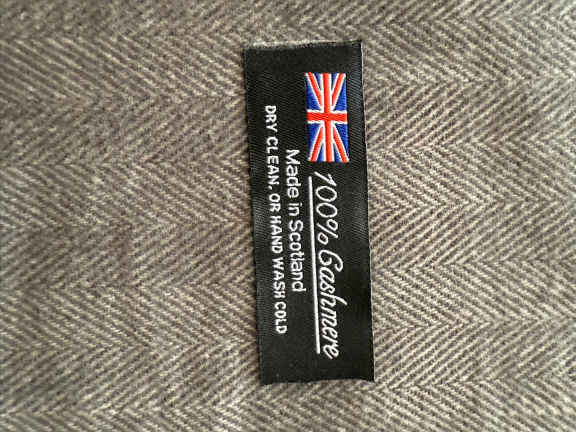 100% Cashmere
Made in Scotland
DRY CLEAN, OR HAND WASH COLD